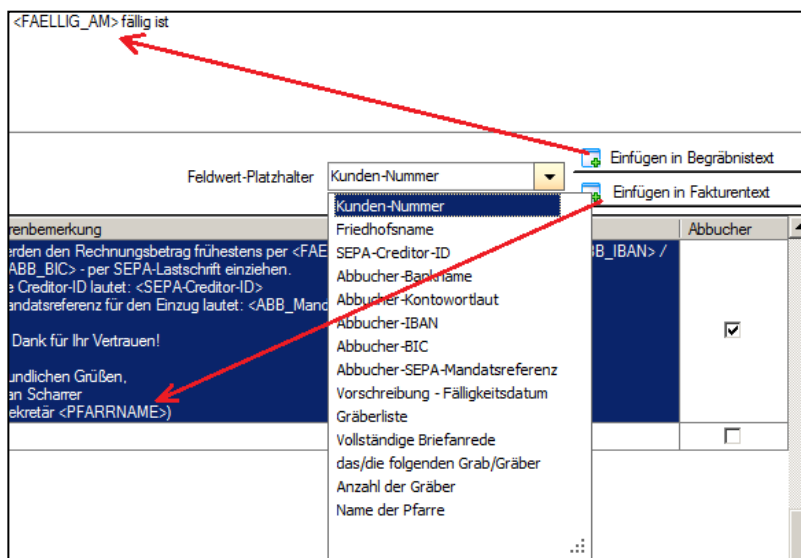 <FAELLIG_AM> fällig ist
Feldwert-Platzhalter
Kunden-Nummer
Einfügen in Begräbnistext
Einfügen in Fakturentext
Kunden-Nummer
Friedhofsname
SEPA-Creditor-ID
Abbucher-Bankname
Abbucher-Kontowortlaut
Abbucher-IBAN
Abbucher-BIC
Abbucher-SEPA-Mandatsreferenz
Vorschreibung - Fälligkeitsdatum
Gräberliste
Vollständige Briefanrede
das/die folgenden Grab/Gräber
Anzahl der Gräber
Name der Pfarre
renbemerkung
Abbucher
erden den Rechnungsbetrag frühestens per <FAE
BB_IBAN> /
ABB_BIC> - per SEPA-Lastschrift einziehen.
e Creditor-ID lautet: <SEPA-Creditor-ID>
andatsreferenz für den Einzug lautet: <ABB_Mand
Dank für Ihr Vertrauen!
undlichen Grüßen,
an Scharrer
ekretär <PFARRNAME>)